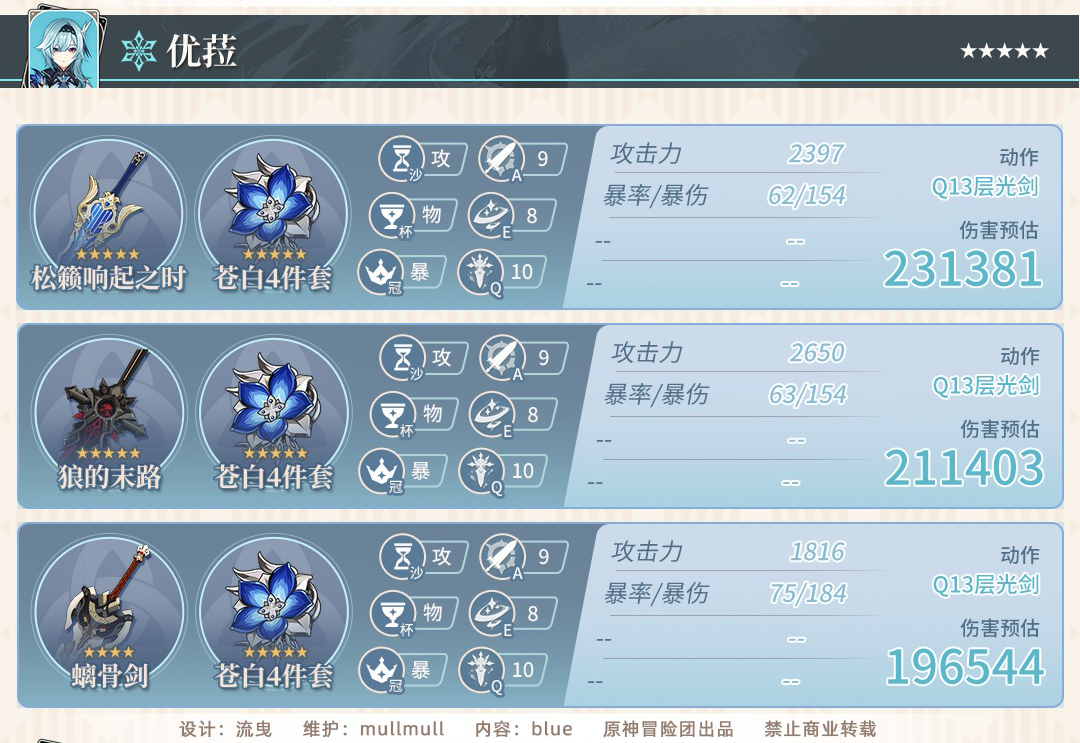 优菈
★★★★★
松籁响起之时
★★★★★
苍白4件套
★★★★★
沙 攻
A 9
杯 物
E 8
冠 暴
Q 10
攻击力 2397
暴率/暴伤 62/154
-- --
-- --
动作
Q13层光剑
伤害预估
231381
狼的末路
★★★★★
苍白4件套
★★★★★
沙 攻
A 9
杯 物
E 8
冠 暴
Q 10
攻击力 2650
暴率/暴伤 63/154
-- --
-- --
动作
Q13层光剑
伤害预估
211403
螭骨剑
★★★★
苍白4件套
★★★★★
沙 攻
A 9
杯 物
E 8
冠 暴
Q 10
攻击力 1816
暴率/暴伤 75/184
-- --
-- --
动作
Q13层光剑
伤害预估
196544
设计：流曳 维护：mullmull 内容：blue 原神冒险团出品 禁止商业转载